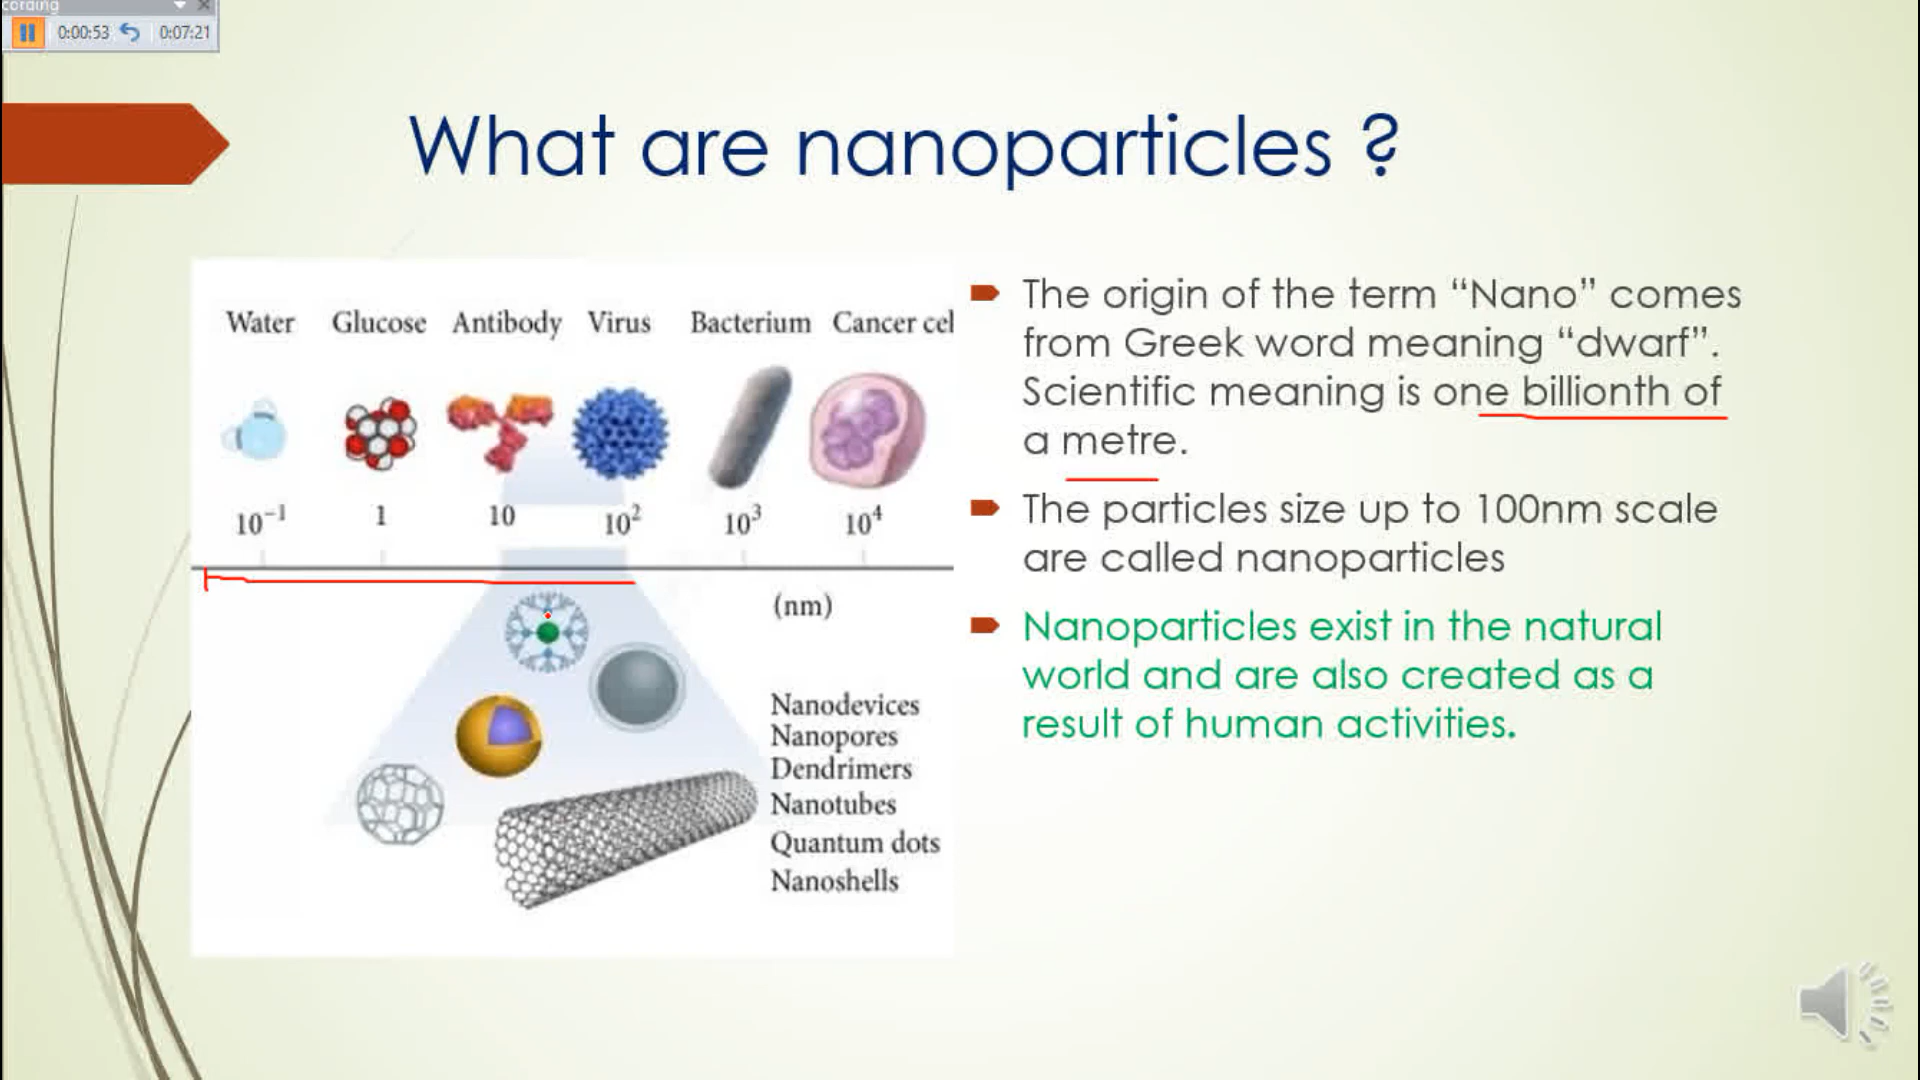 cording
0:00:53 0:07:21
What are nanoparticles ?
Water Glucose Antibody Virus Bacterium Cancer cel
10⁻¹ 1 10 10² 10³ 10⁴
(nm)
Nanodevices
Nanopores
Dendrimers
Nanotubes
Quantum dots
Nanoshells
The origin of the term “Nano” comes
from Greek word meaning “dwarf”.
Scientific meaning is one billionth of
a metre.
The particles size up to 100nm scale
are called nanoparticles
Nanoparticles exist in the natural
world and are also created as a
result of human activities.